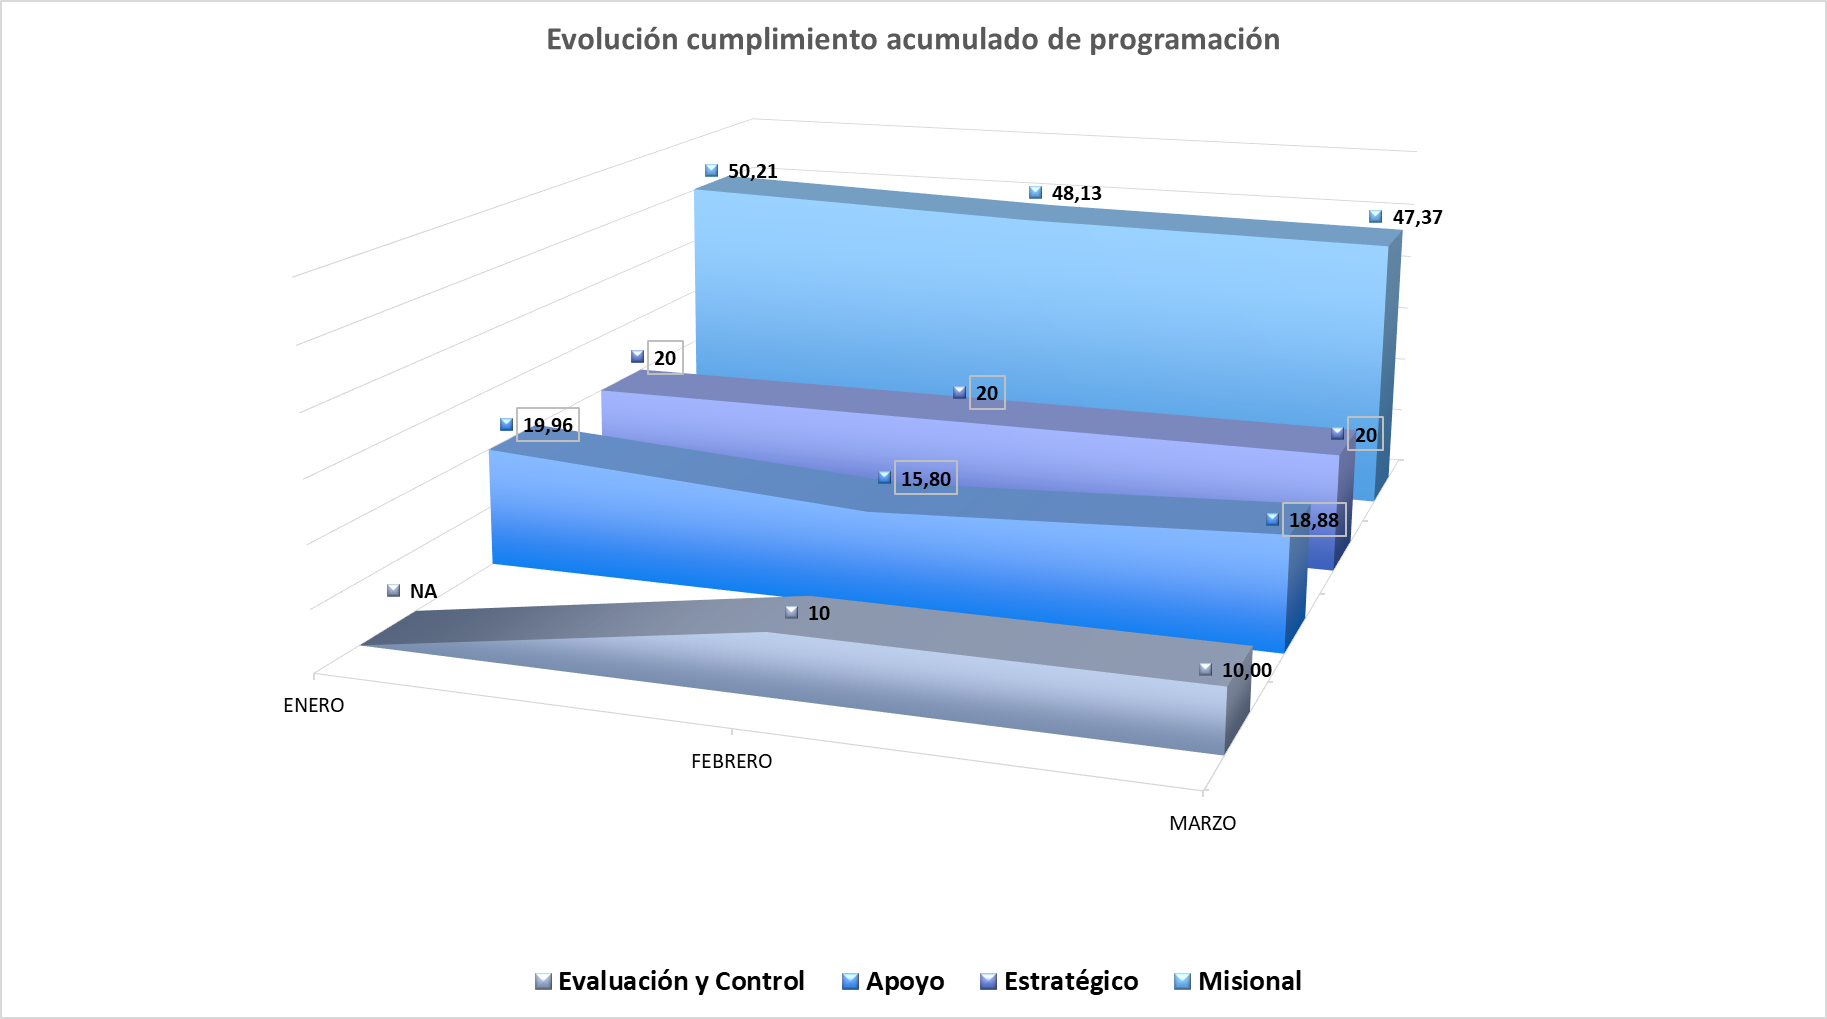 Evolución cumplimiento acumulado de programación
50,21
48,13
47,37
20
20
20
19,96
15,80
18,88
NA
10
10,00
ENERO
FEBRERO
MARZO
Evaluación y Control
Apoyo
Estratégico
Misional